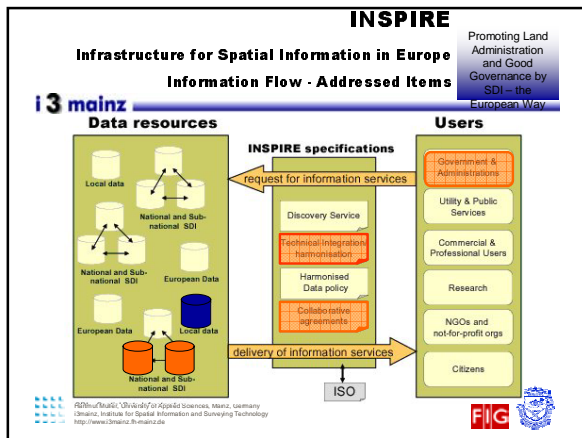 INSPIRE
Infrastructure for Spatial Information in Europe
Information Flow - Addressed Items
Promoting Land
Administration
and Good
Governance by
SDI – the
European Way
i3mainz
Data resources
Users
INSPIRE specifications
Local data
National and Sub-
national SDI
National and Sub-
national SDI
European Data
European Data
Local data
National and Sub-
national SDI
request for information services
Discovery Service
Technical Integration/
harmonisation
Harmonised
Data policy
Collaborative
agreements
delivery of information services
ISO
Government &
Administrations
Utility & Public
Services
Commercial &
Professional Users
Research
NGOs and
not-for-profit orgs
Citizens
of Applied Sciences, Mainz, Germany
i3mainz, Institute for Spatial Information and Surveying Technology
http://www.i3mainz.fh-mainz.de
FIG